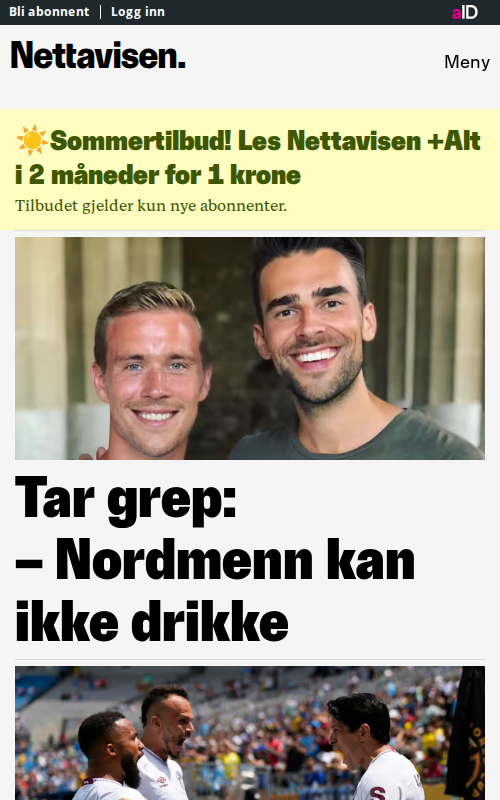 Bli abonnent | Logg inn
aID
Nettavisen.
Meny
☀️Sommertilbud! Les Nettavisen +Alt
i 2 måneder for 1 krone
Tilbudet gjelder kun nye abonnenter.
Tar grep:
– Nordmenn kan
ikke drikke